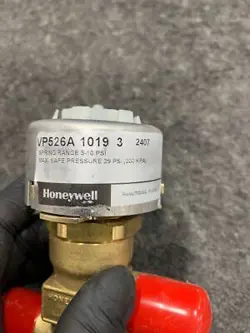 VP526A 1019 3 2407
SPRING RANGE 5-10 PSI
MAX. SAFE PRESSURE 29 PSI (200 KPA)
Honeywell